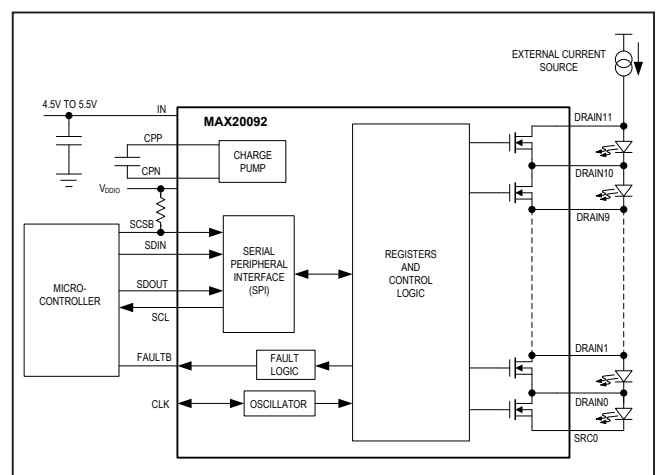 EXTERNAL CURRENT
SOURCE
4.5V TO 5.5V
IN
MAX20092
DRAIN11
CPP
CHARGE
PUMP
CPN
DRAIN10
VDDIO
DRAIN9
SCSB
SDIN
SERIAL
PERIPHERAL
INTERFACE
(SPI)
REGISTERS
AND
CONTROL
LOGIC
MICRO-
CONTROLLER
SDOUT
SCL
DRAIN1
FAULTB
FAULT
LOGIC
DRAIN0
CLK
OSCILLATOR
SRC0